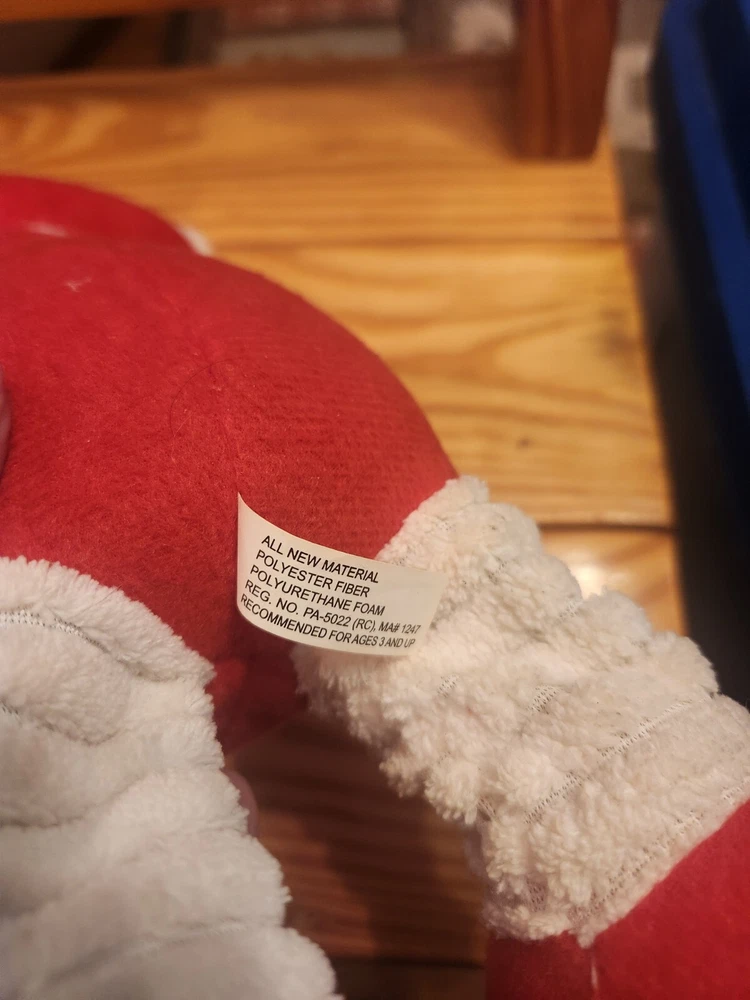 ALL NEW MATERIAL
POLYESTER FIBER
POLYURETHANE FOAM
REG. NO. PA-5022 (RC), MA# 1247
RECOMMENDED FOR AGES 3 AND UP